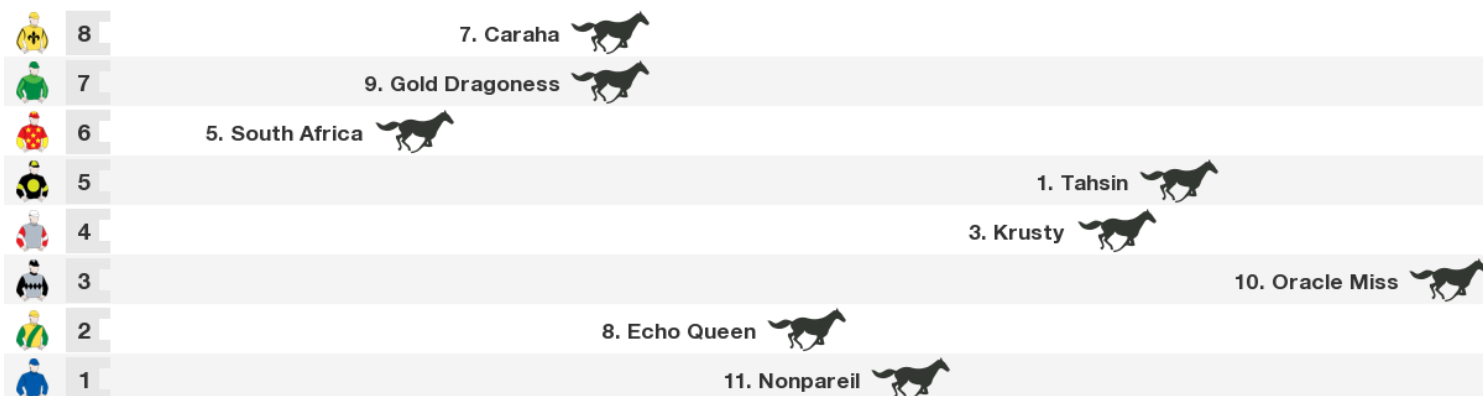 8 7. Caraha
7 9. Gold Dragoness
6 5. South Africa
5 1. Tahsin
4 3. Krusty
3 10. Oracle Miss
2 8. Echo Queen
1 11. Nonpareil